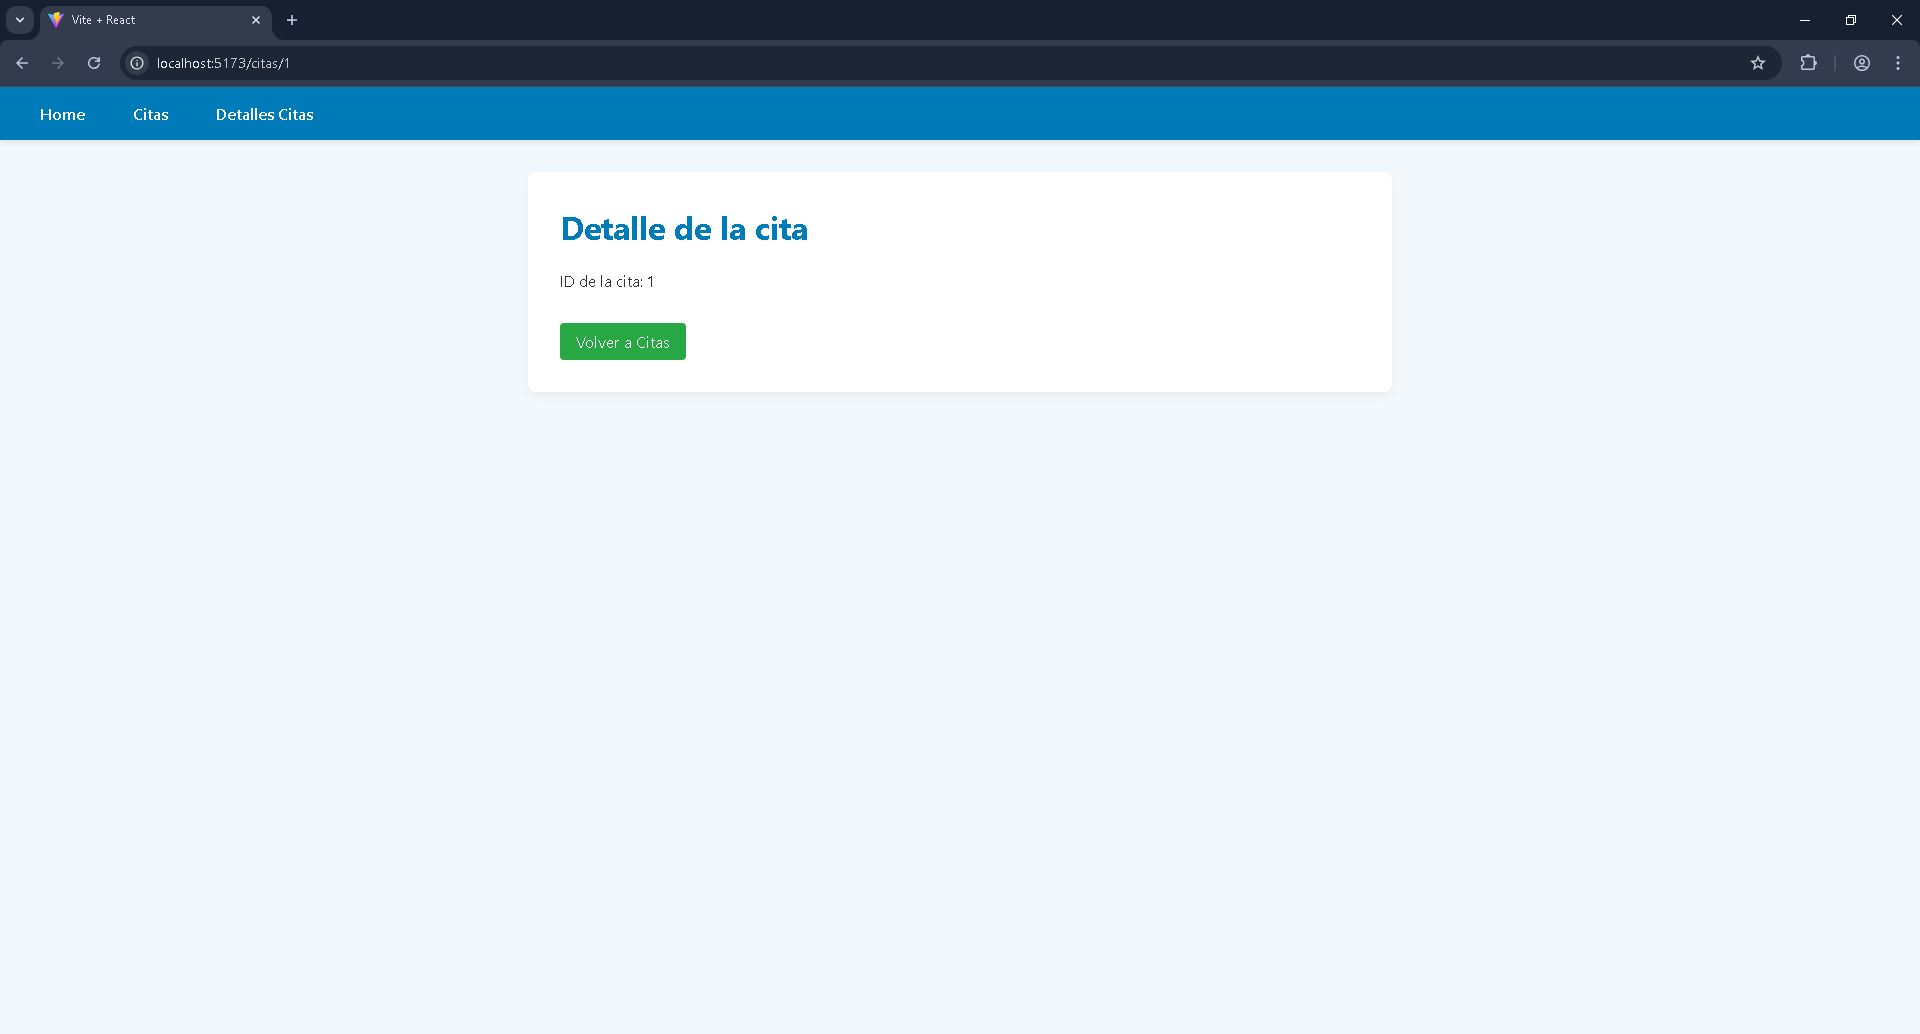 Vite + React
localhost:5173/citas/1
Home Citas Detalles Citas
Detalle de la cita
ID de la cita: 1
Volver a Citas